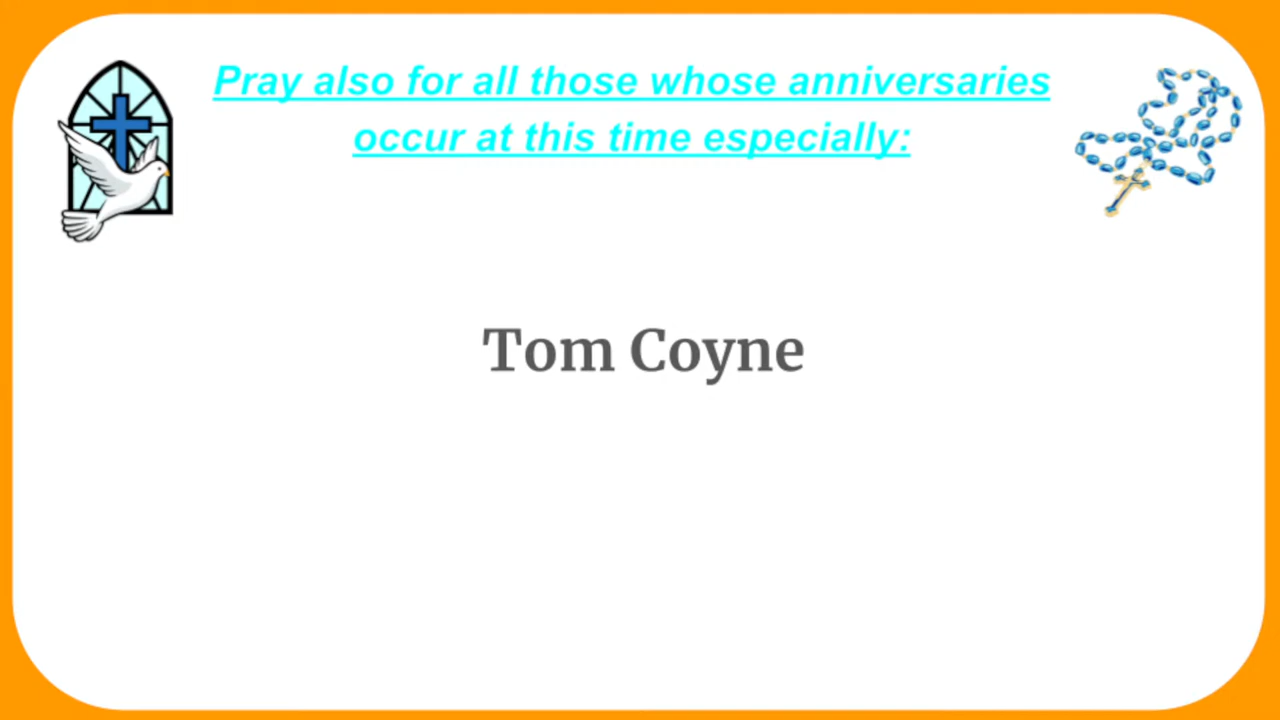 Pray also for all those whose anniversaries
occur at this time especially:
Tom Coyne